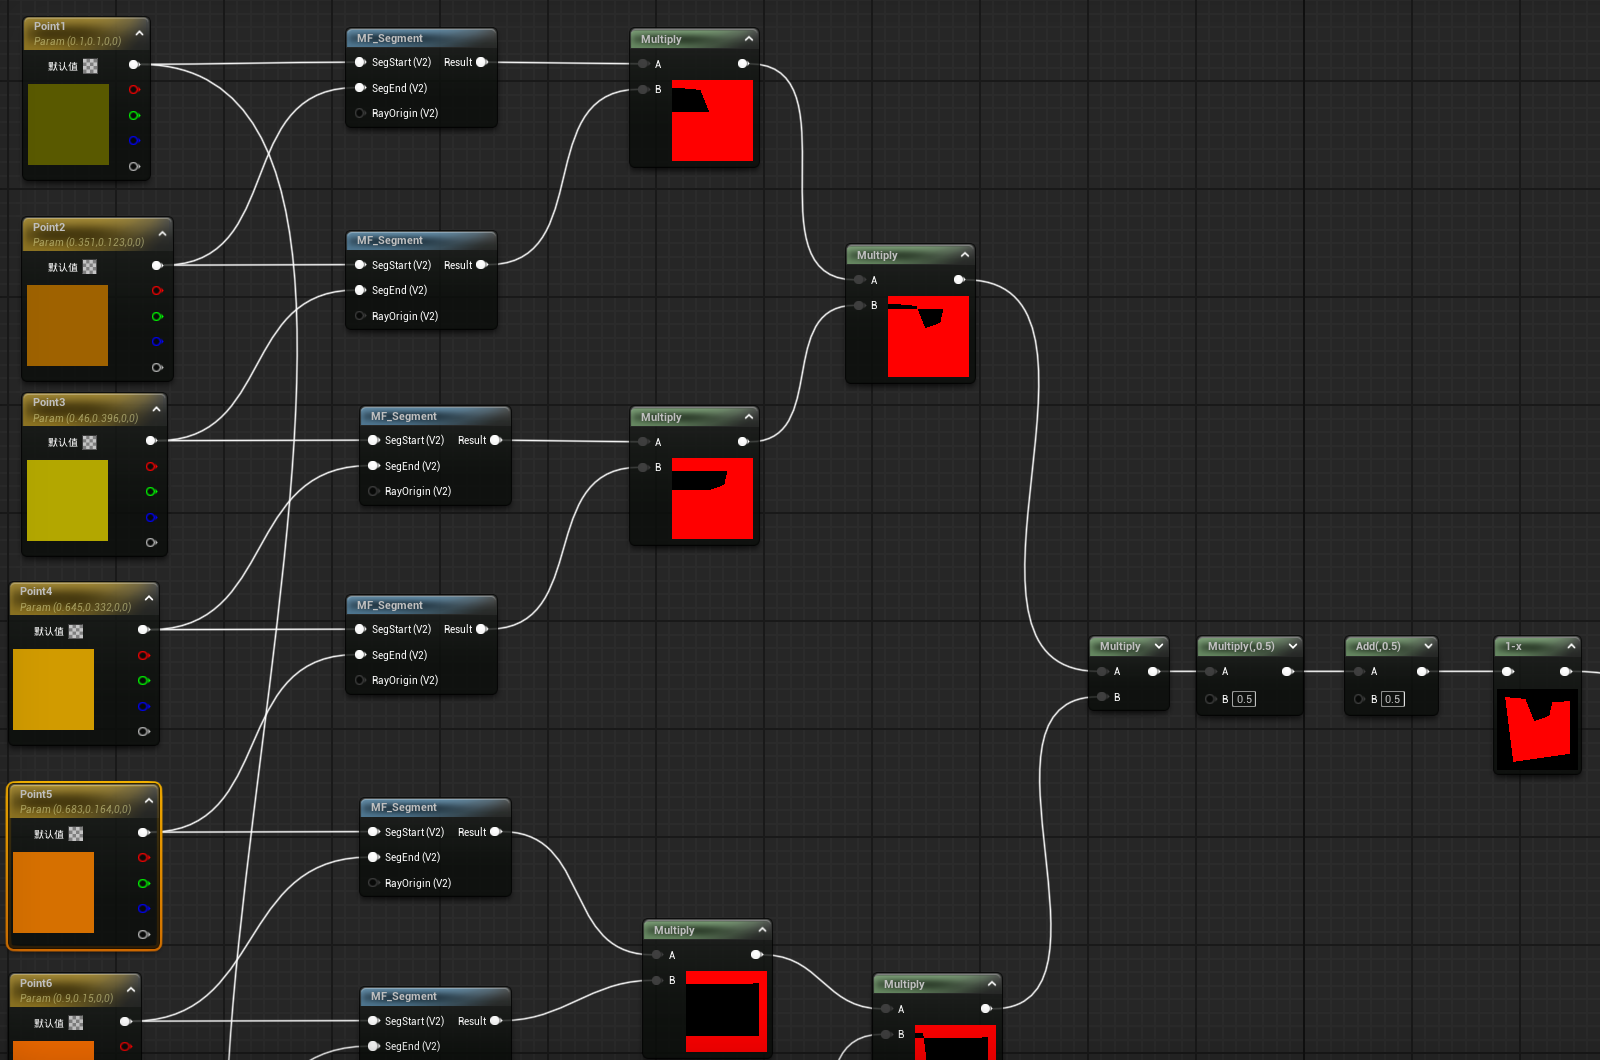 Point1
Param (0.1,0.1,0,0)
默认值
MF_Segment
SegStart (V2) Result
SegEnd (V2)
RayOrigin (V2)
Multiply
A
B
Point2
Param (0.351,0.123,0,0)
默认值
MF_Segment
SegStart (V2) Result
SegEnd (V2)
RayOrigin (V2)
Multiply
A
B
Point3
Param (0.46,0.396,0,0)
默认值
MF_Segment
SegStart (V2) Result
SegEnd (V2)
RayOrigin (V2)
Multiply
A
B
Point4
Param (0.645,0.332,0,0)
默认值
MF_Segment
SegStart (V2) Result
SegEnd (V2)
RayOrigin (V2)
Multiply
A
B
Multiply(,0.5)
A
B 0.5
Add(,0.5)
A
B 0.5
1-x
Point5
Param (0.683,0.164,0,0)
默认值
MF_Segment
SegStart (V2) Result
SegEnd (V2)
RayOrigin (V2)
Multiply
A
B
Point6
Param (0.9,0.15,0,0)
默认值
MF_Segment
SegStart (V2) Result
SegEnd (V2)
Multiply
A
B